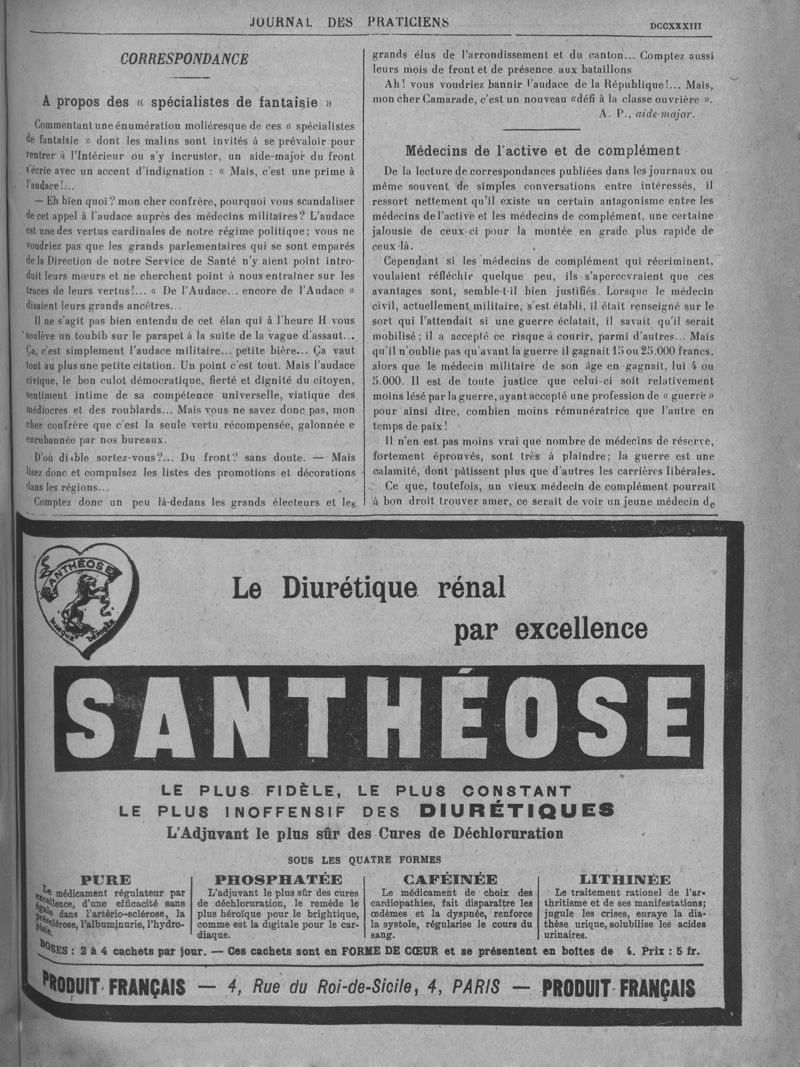 JOURNAL DES PRATICIENS
DCCXXXIII
CORRESPONDANCE
A propos des « spécialistes de fantaisie »
Commentant une énumération moliéresque de ces « spécialistes
de fantaisie » dont les malins sont invités à se prévaloir pour
rentrer à l'Intérieur ou s'y incruster, un aide-major du front
s'écrie avec un accent d'indignation : « Mais, c'est une prime à
l'audace !...
— Eh bien quoi ? mon cher confrère, pourquoi vous scandaliser
de cet appel à l'audace auprès des médecins militaires ? L'audace
est une des vertus cardinales de notre régime politique ; vous ne
voudriez pas que les grands parlementaires qui se sont emparés
de la Direction de notre Service de Santé n'y aient point intro-
duit leurs mœurs et ne cherchent point à nous entraîner sur les
traces de leurs vertus !... « De l'Audace... encore de l'Audace »
disaient leurs grands ancêtres...
Il ne s'agit pas bien entendu de cet élan qui à l'heure H vous
soulève un toubib sur le parapet à la suite de la vague d'assaut...
Ça, c'est simplement l'audace militaire... petite bière... Ça vaut
tout au plus une petite citation. Un point c'est tout. Mais l'audace
civique, le bon culot démocratique, fierté et dignité du citoyen,
sentiment intime de sa compétence universelle, viatique des
médiocres et des roublards... Mais vous ne savez donc pas, mon
cher confrère que c'est la seule vertu récompensée, galonnée e
enrubannée par nos bureaux.
D'où diable sortez-vous ?... Du front ? sans doute. — Mais
lisez donc et compulsez les listes des promotions et décorations
dans les régions...
Comptez donc un peu là-dedans les grands électeurs et les
grands élus de l'arrondissement et du canton... Comptez aussi
leurs mois de front et de présence aux bataillons
Ah ! vous voudriez bannir l'audace de la République !... Mais,
mon cher Camarade, c'est un nouveau «défi à la classe ouvrière ».
A. P., aide-major.
Médecins de l'active et de complément
De la lecture de correspondances publiées dans les journaux ou
même souvent de simples conversations entre intéressés, il
ressort nettement qu'il existe un certain antagonisme entre les
médecins de l'active et les médecins de complément, une certaine
jalousie de ceux-ci pour la montée en grade plus rapide de
ceux-là.
Cependant si les médecins de complément qui récriminent,
voulaient réfléchir quelque peu, ils s'apercevraient que ces
avantages sont, semble-t-il bien justifiés. Lorsque le médecin
civil, actuellement militaire, s'est établi, il était renseigné sur le
sort qui l'attendait si une guerre éclatait, il savait qu'il serait
mobilisé ; il a accepté ce risque à courir, parmi d'autres... Mais
qu'il n'oublie pas qu'avant la guerre il gagnait 15 ou 25.000 francs.
alors que le médecin militaire de son âge en gagnait, lui 4 ou
5.000. Il est de toute justice que celui-ci soit relativement
moins lésé par la guerre, ayant accepté une profession de « guerre »
pour ainsi dire, combien moins rémunératrice que l'autre en
temps de paix !
Il n'en est pas moins vrai que nombre de médecins de réserve,
fortement éprouvés, sont très à plaindre ; la guerre est une
calamité, dont pâtissent plus que d'autres les carrières libérales.
Ce que, toutefois, un vieux médecin de complément pourrait
à bon droit trouver amer, ce serait de voir un jeune médecin de
SANTHÉOSE
MARQUE DÉPOSÉE
Le Diurétique rénal
par excellence
SANTHÉOSE
LE PLUS FIDÈLE, LE PLUS CONSTANT
LE PLUS INOFFENSIF DES DIURÉTIQUES
L'Adjuvant le plus sûr des Cures de Déchloruration
SOUS LES QUATRE FORMES
PURE
Le médicament régulateur par
excellence, d'une efficacité sans
égale dans l'artério-sclérose, la
présclérose, l'albuminurie, l'hydro-
pisie.
PHOSPHATÉE
L'adjuvant le plus sûr des cures
de déchloruration, le remède le
plus héroïque pour le brightique,
comme est la digitale pour le car-
diaque.
CAFÉINÉE
Le médicament de choix des
cardiopathies, fait disparaître les
œdèmes et la dyspnée, renforce
la systole, régularise le cours du
sang.
LITHINÉE
Le traitement rationel de l'ar-
thritisme et de ses manifestations ;
jugule les crises, enraye la dia-
thèse urique, solubilise les acides
urinaires.
DOSES : 2 à 4 cachets par jour. — Ces cachets sont en FORME DE CŒUR et se présentent en boîtes de 4. Prix : 5 fr.
PRODUIT FRANÇAIS — 4, Rue du Roi-de-Sicile, 4, PARIS — PRODUIT FRANÇAIS